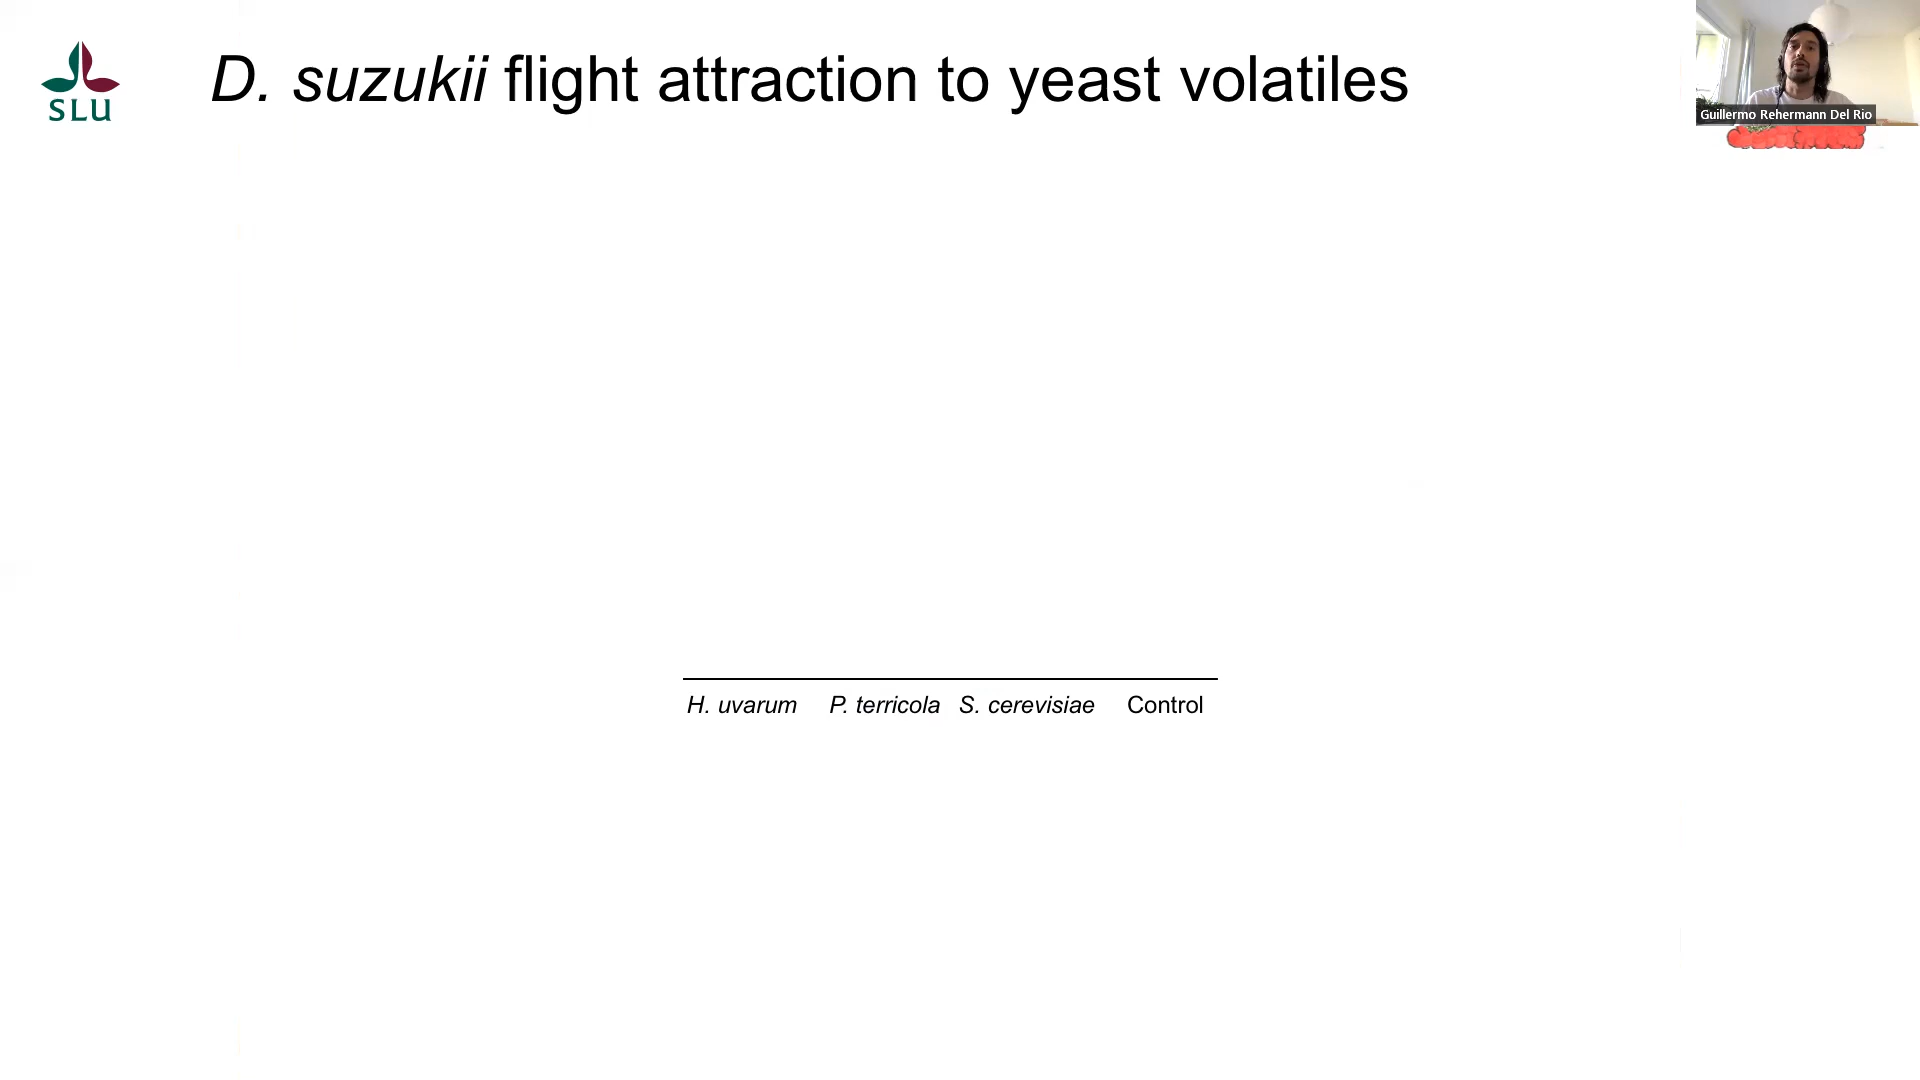 SLU
D. suzukii flight attraction to yeast volatiles
Guillermo Rehermann Del Rio
H. uvarum P. terricola S. cerevisiae Control